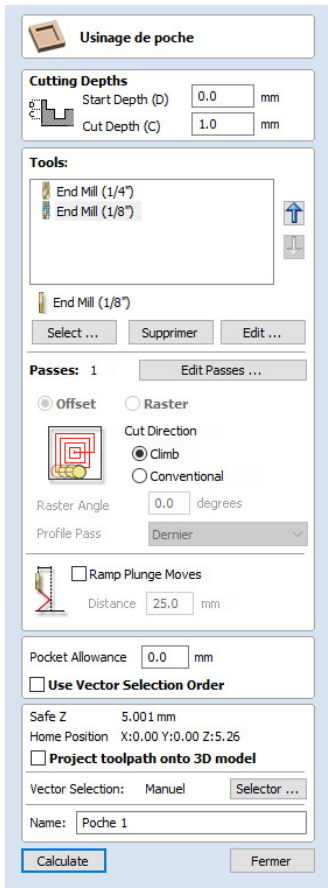 Usinage de poche
Cutting Depths
Start Depth (D) 0.0 mm
Cut Depth (C) 1.0 mm
Tools:
End Mill (1/4")
End Mill (1/8")
End Mill (1/8")
Select ... Supprimer Edit ...
Passes: 1 Edit Passes ...
Offset Raster
Cut Direction
Climb
Conventional
Raster Angle 0.0 degrees
Profile Pass Dernier
Ramp Plunge Moves
Distance 25.0 mm
Pocket Allowance 0.0 mm
Use Vector Selection Order
Safe Z 5.001 mm
Home Position X:0.00 Y:0.00 Z:5.26
Project toolpath onto 3D model
Vector Selection: Manuel Selector ...
Name: Poche 1
Calculate Fermer